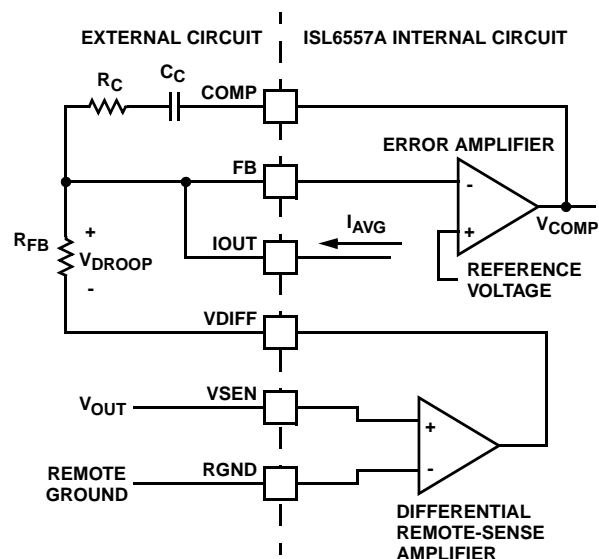 EXTERNAL CIRCUIT
ISL6557A INTERNAL CIRCUIT
RC
CC
COMP
ERROR AMPLIFIER
FB
-
+
VCOMP
IAVG
IOUT
REFERENCE
VOLTAGE
RFB
+
VDROOP
-
VDIFF
VOUT
VSEN
+
-
REMOTE
GROUND
RGND
DIFFERENTIAL
REMOTE-SENSE
AMPLIFIER